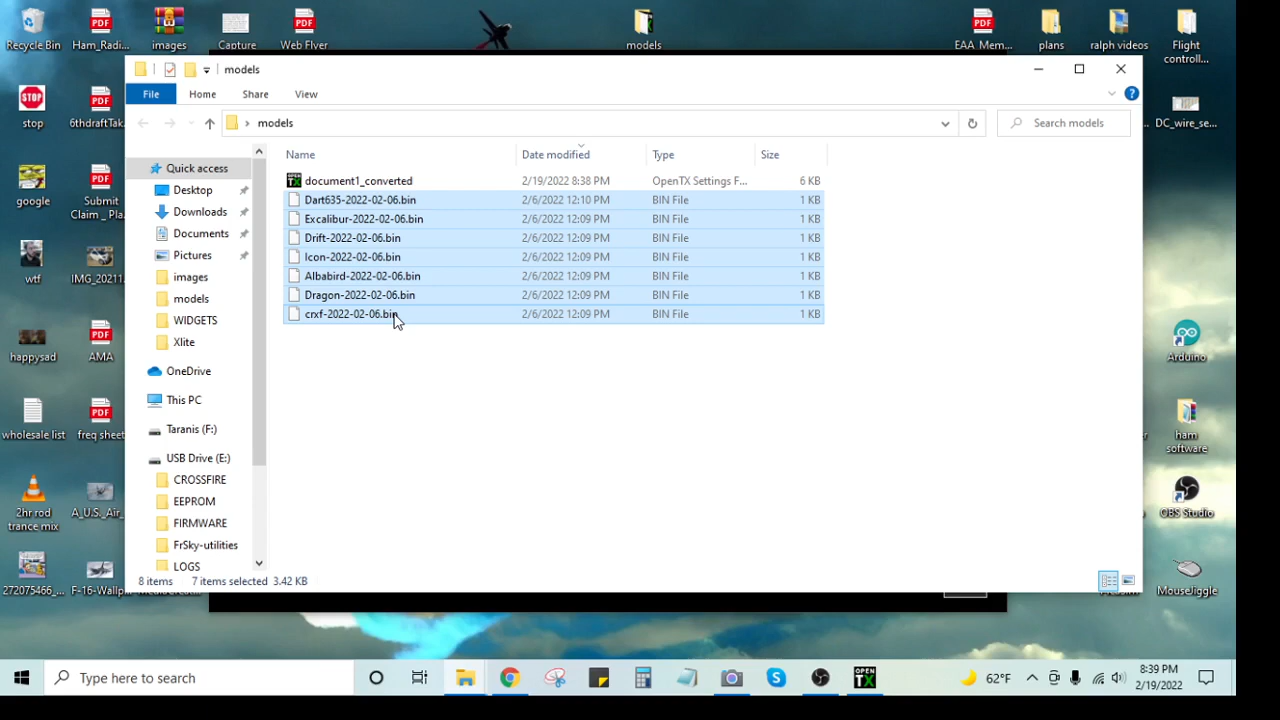 Recycle Bin
Ham_Radi...
images
Capture
Web Flyer
models
EAA_Mem...
plans
ralph videos
Flight
controll...
models
File
Home
Share
View
models
Search models
Name
Date modified
Type
Size
document1_converted
2/19/2022 8:38 PM
OpenTX Settings F...
6 KB
Dart635-2022-02-06.bin
2/6/2022 12:10 PM
BIN File
1 KB
Excalibur-2022-02-06.bin
2/6/2022 12:09 PM
BIN File
1 KB
Drift-2022-02-06.bin
2/6/2022 12:09 PM
BIN File
1 KB
Icon-2022-02-06.bin
2/6/2022 12:09 PM
BIN File
1 KB
Albabird-2022-02-06.bin
2/6/2022 12:09 PM
BIN File
1 KB
Dragon-2022-02-06.bin
2/6/2022 12:09 PM
BIN File
1 KB
crxf-2022-02-06.bin
2/6/2022 12:09 PM
BIN File
1 KB
Quick access
Desktop
Downloads
Documents
Pictures
images
models
WIDGETS
Xlite
OneDrive
This PC
Taranis (F:)
USB Drive (E:)
CROSSFIRE
EEPROM
FIRMWARE
FrSky-utilities
LOGS
8 items
7 items selected
3.42 KB
STOP
stop
6thdraftTak...
google
Submit
Claim _ Pla...
wtf
IMG_20211...
happysad
AMA
wholesale list
freq sheet
2hr rod
trance mix
A_U.S._Air_
272075466_...
F-16-Wallp...
DC_wire_se...
Arduino
ham
software
OBS Studio
MouseJiggle
Type here to search
OPEN
TX
62°F
8:39 PM
2/19/2022